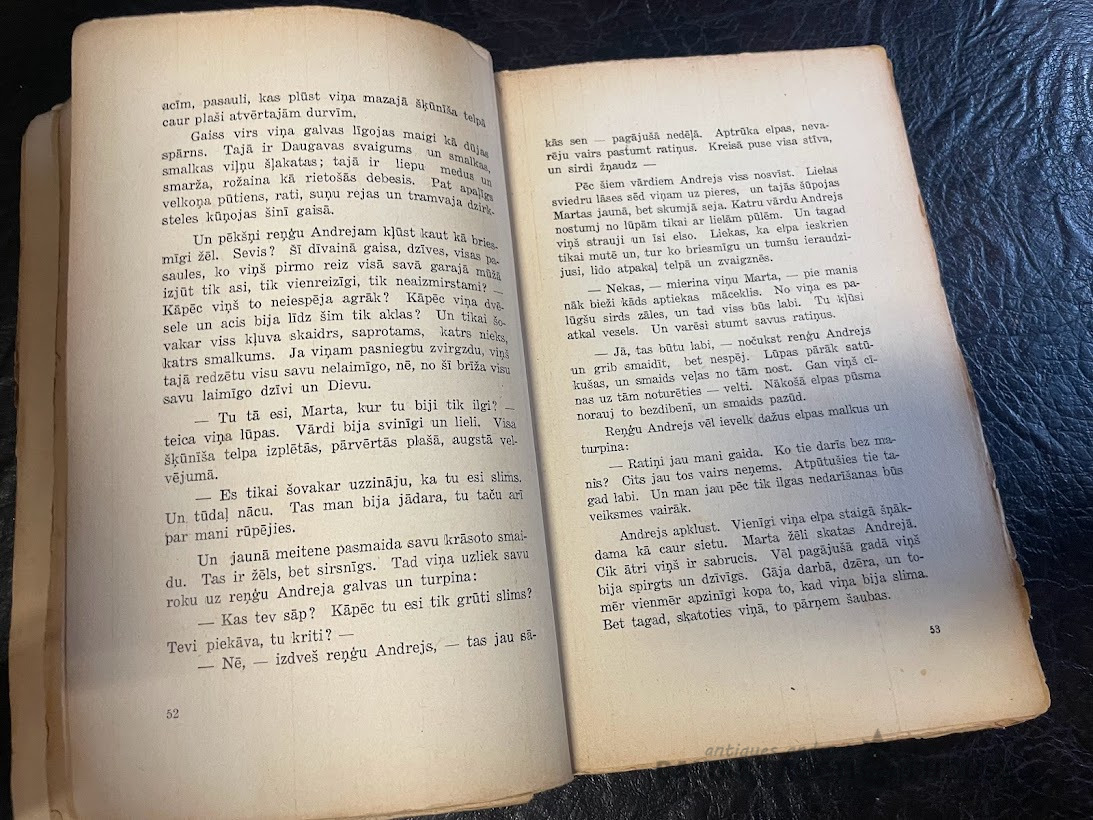 acīm, pasauli, kas plūst viņa mazajā šķūnīša telpā
caur plaši atvērtajām durvīm.
Gaiss virs viņa galvas līgojas maigi kā dūjas
spārns. Tajā ir Daugavas svaigums un smalkas,
smalkas viļņu šļakatas; tajā ir liepu medus un
smarža, rožaina kā rietošās debesis. Pat apaļīgs
velkoņa pūtiens, rati, suņu rejas un tramvaja dzirk-
steles kūņojas šinī gaisā.
Un pēkšņi reņģu Andrejam kļūst kaut kā bries-
mīgi žēl. Sevis? Šī dīvainā gaisa, dzīves, visas pa-
saules, ko viņš pirmo reiz visā savā garajā mūžā
izjūt tik asi, tik vienreizīgi, tik neaizmirstami? —
Kāpēc viņš to neiespēja agrāk? Kāpēc viņa dvē-
sele un acis bija līdz šim tik aklas? Un tikai šo-
vakar viss kļuva skaidrs, saprotams, katrs nieks,
katrs smalkums. Ja viņam pasniegtu zvirgzdu, viņš
tajā redzētu visu savu nelaimīgo, nē, no šī brīža visu
savu laimīgo dzīvi un Dievu.
— Tu tā esi, Marta, kur tu biji tik ilgi? —
teica viņa lūpas. Vārdi bija svinīgi un lieli. Visa
šķūnīša telpa izplētās, pārvērtās plašā, augstā vel-
vējumā.
— Es tikai šovakar uzzināju, ka tu esi slims.
Un tūdaļ nācu. Tas man bija jādara, tu taču arī
par mani rūpējies.
Un jaunā meitene pasmaida savu krāsoto smai-
du. Tas ir žēls, bet sirsnīgs. Tad viņa uzliek savu
roku uz reņģu Andreja galvas un turpina:
— Kas tev sāp? Kāpēc tu esi tik grūti slims?
Tevi piekāva, tu kriti? —
— Nē, — izdveš reņģu Andrejs, — tas jau sā-
52
kās sen — pagājušā nedēļā. Aptrūka elpas, neva-
rēju vairs pastumt ratiņus. Kreisā puse visa stīva,
un sirdi žņaudz —
Pēc šiem vārdiem Andrejs viss nosvīst. Lielas
sviedru lāses sēd viņam uz pieres, un tajās šūpojas
Martas jaunā, bet skumjā seja. Katru vārdu Andrejs
nostumj no lūpām tikai ar lielām pūlēm. Un tagad
viņš strauji un īsi elso. Liekas, ka elpa ieskrien
tikai mutē un, tur ko briesmīgu un tumšu ieraudzī-
jusi, lido atpakaļ telpā un zvaigznēs.
— Nekas, — mierina viņu Marta, — pie manis
nāk bieži kāds aptiekas māceklis. No viņa es pa-
lūgšu sirds zāles, un tad viss būs labi. Tu kļūsi
atkal vesels. Un varēsi stumt savus ratiņus.
— Jā, tas būtu labi, — nočukst reņģu Andrejs
un grib smaidīt, bet nespēj. Lūpas pārāk satū-
kušas, un smaids veļas no tām nost. Gan viņš cī-
nas uz tām noturēties — velti. Nākošā elpas pūsma
norauj to bezdibenī, un smaids pazūd.
Reņģu Andrejs vēl ievelk dažus elpas malkus un
turpina:
— Ratiņi jau mani gaida. Ko tie darīs bez ma-
nis? Cits jau tos vairs neņems. Atpūtušies tie ta-
gad labi. Un man jau pēc tik ilgas nedarīšanas būs
veiksmes vairāk.
Andrejs apklust. Vienīgi viņa elpa staigā šņāk-
dama kā caur sietu. Marta žēli skatas Andrejā.
Cik ātri viņš ir sabrucis. Vēl pagājušā gadā viņš
bija spirgts un dzīvīgs. Gāja darbā, dzēra, un to-
mēr vienmēr apzinīgi kopa to, kad viņa bija slima.
Bet tagad, skatoties viņā, to pārņem šaubas.
53
antiques and